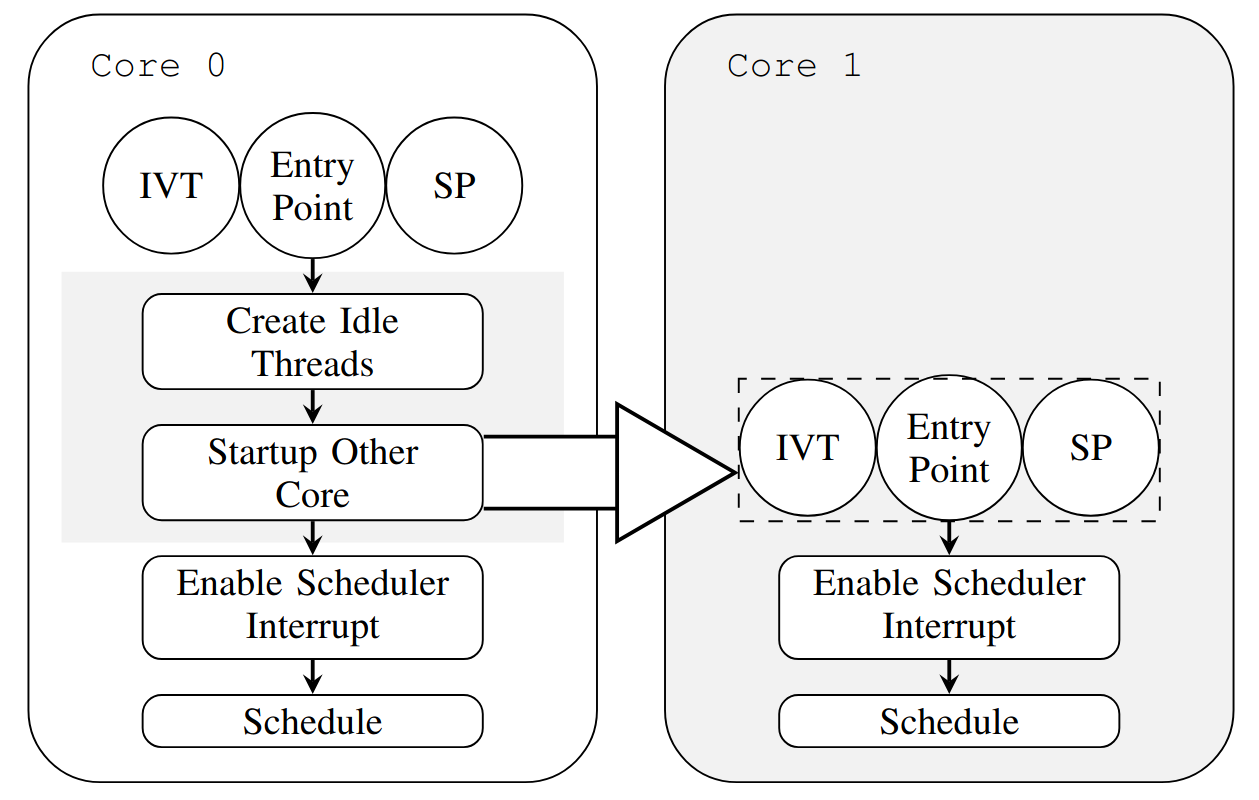 Core 0
IVT
Entry
Point
SP
Create Idle
Threads
Startup Other
Core
Enable Scheduler
Interrupt
Schedule
Core 1
IVT
Entry
Point
SP
Enable Scheduler
Interrupt
Schedule